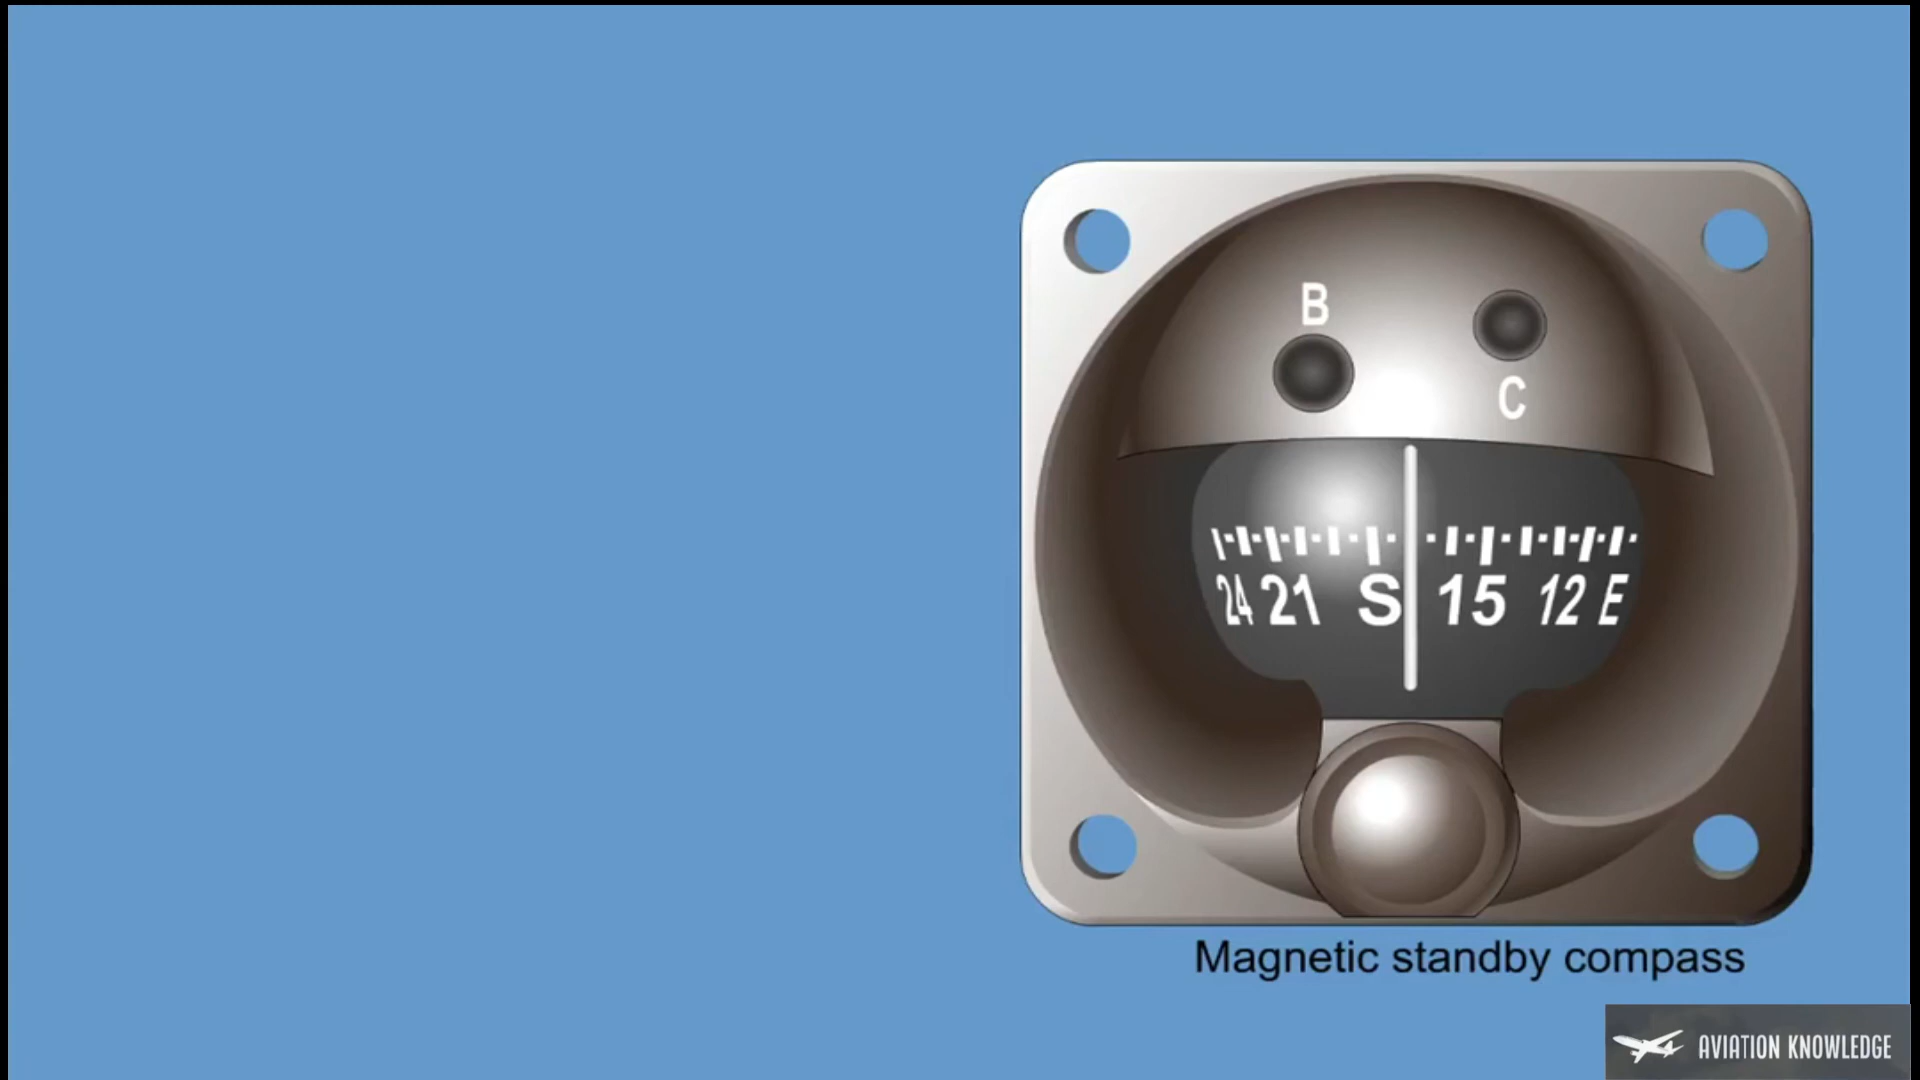 B
C
24 21 S 15 12 E
Magnetic standby compass
AVIATION KNOWLEDGE